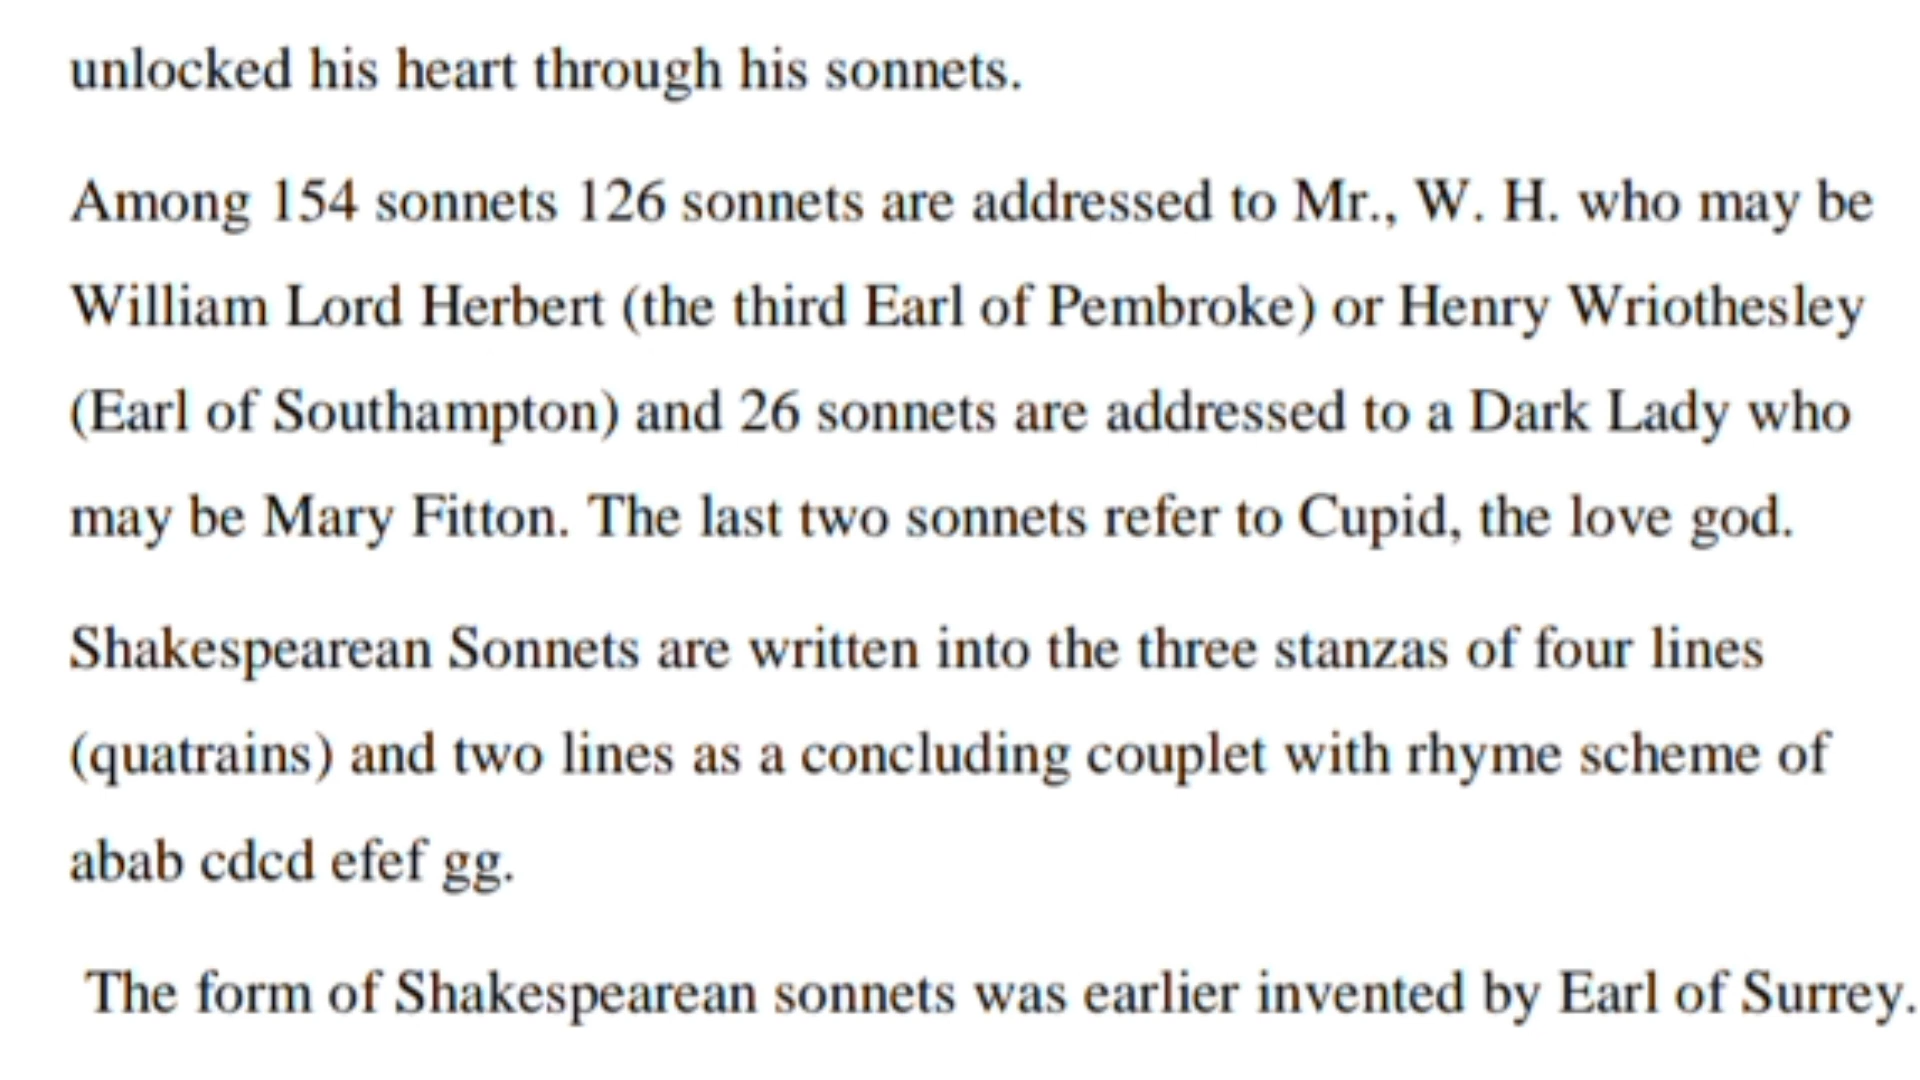 unlocked his heart through his sonnets.
Among 154 sonnets 126 sonnets are addressed to Mr., W. H. who may be
William Lord Herbert (the third Earl of Pembroke) or Henry Wriothesley
(Earl of Southampton) and 26 sonnets are addressed to a Dark Lady who
may be Mary Fitton. The last two sonnets refer to Cupid, the love god.
Shakespearean Sonnets are written into the three stanzas of four lines
(quatrains) and two lines as a concluding couplet with rhyme scheme of
abab cdcd efef gg.
The form of Shakespearean sonnets was earlier invented by Earl of Surrey.